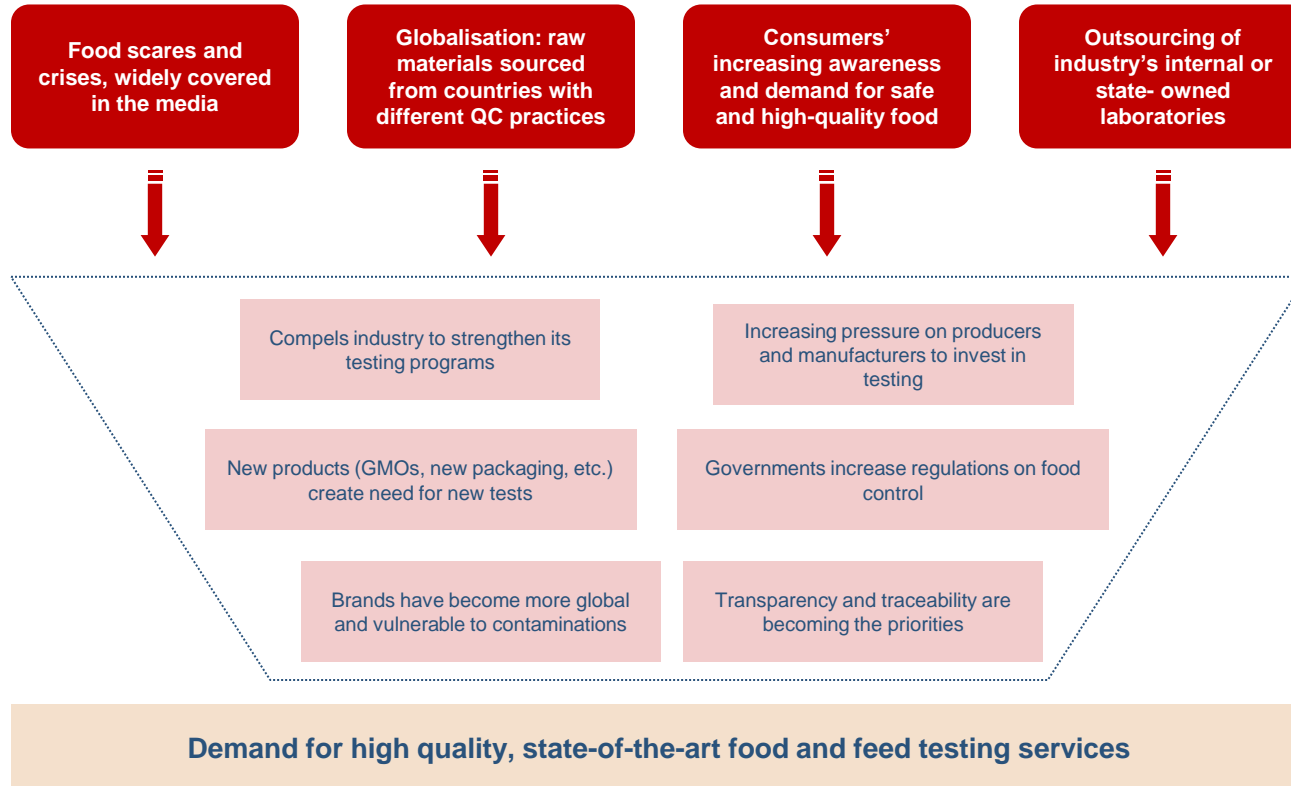 Food scares and
crises, widely covered
in the media
Globalisation: raw
materials sourced
from countries with
different QC practices
Consumers’
increasing awareness
and demand for safe
and high-quality food
Outsourcing of
industry’s internal or
state- owned
laboratories
Compels industry to strengthen its
testing programs
Increasing pressure on producers
and manufacturers to invest in
testing
New products (GMOs, new packaging, etc.)
create need for new tests
Governments increase regulations on food
control
Brands have become more global
and vulnerable to contaminations
Transparency and traceability are
becoming the priorities
Demand for high quality, state-of-the-art food and feed testing services